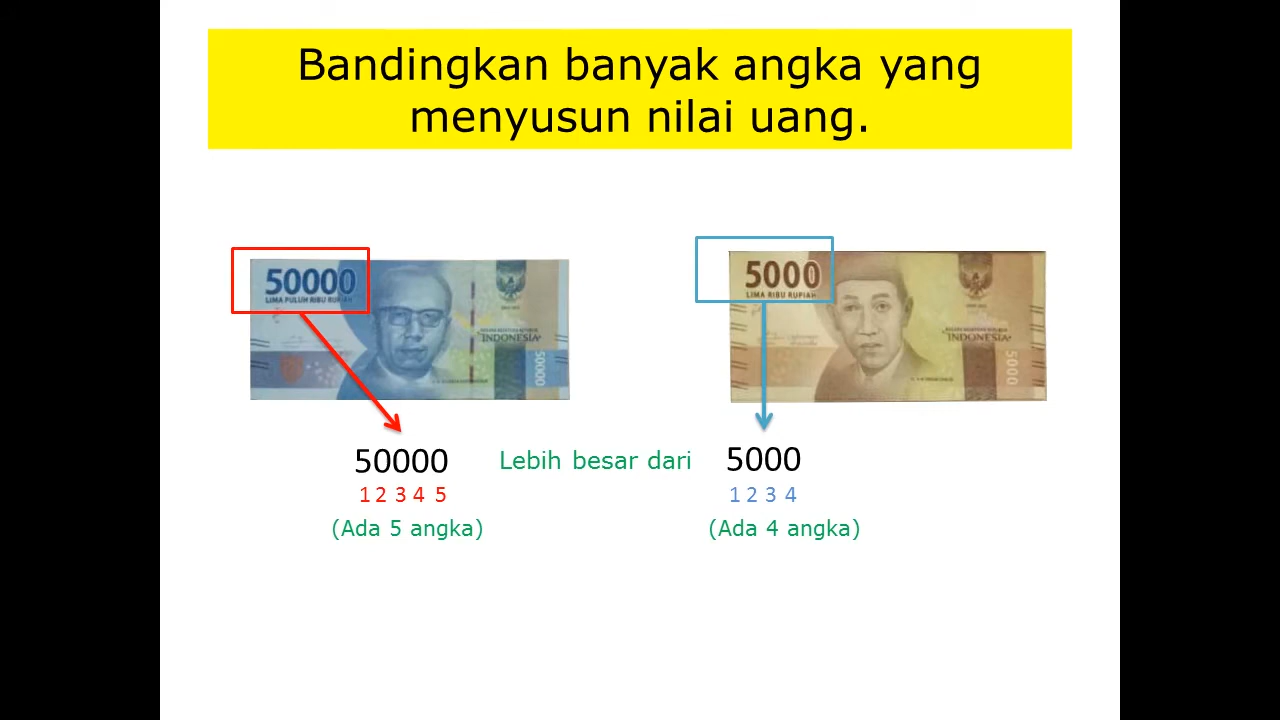 Bandingkan banyak angka yang
menyusun nilai uang.
50000
LIMA PULUH RIBU RUPIAH
INDONESIA
50000
5000
LIMA RIBU RUPIAH
INDONESIA
5000
50000 Lebih besar dari 5000
1 2 3 4 5 1 2 3 4
(Ada 5 angka) (Ada 4 angka)